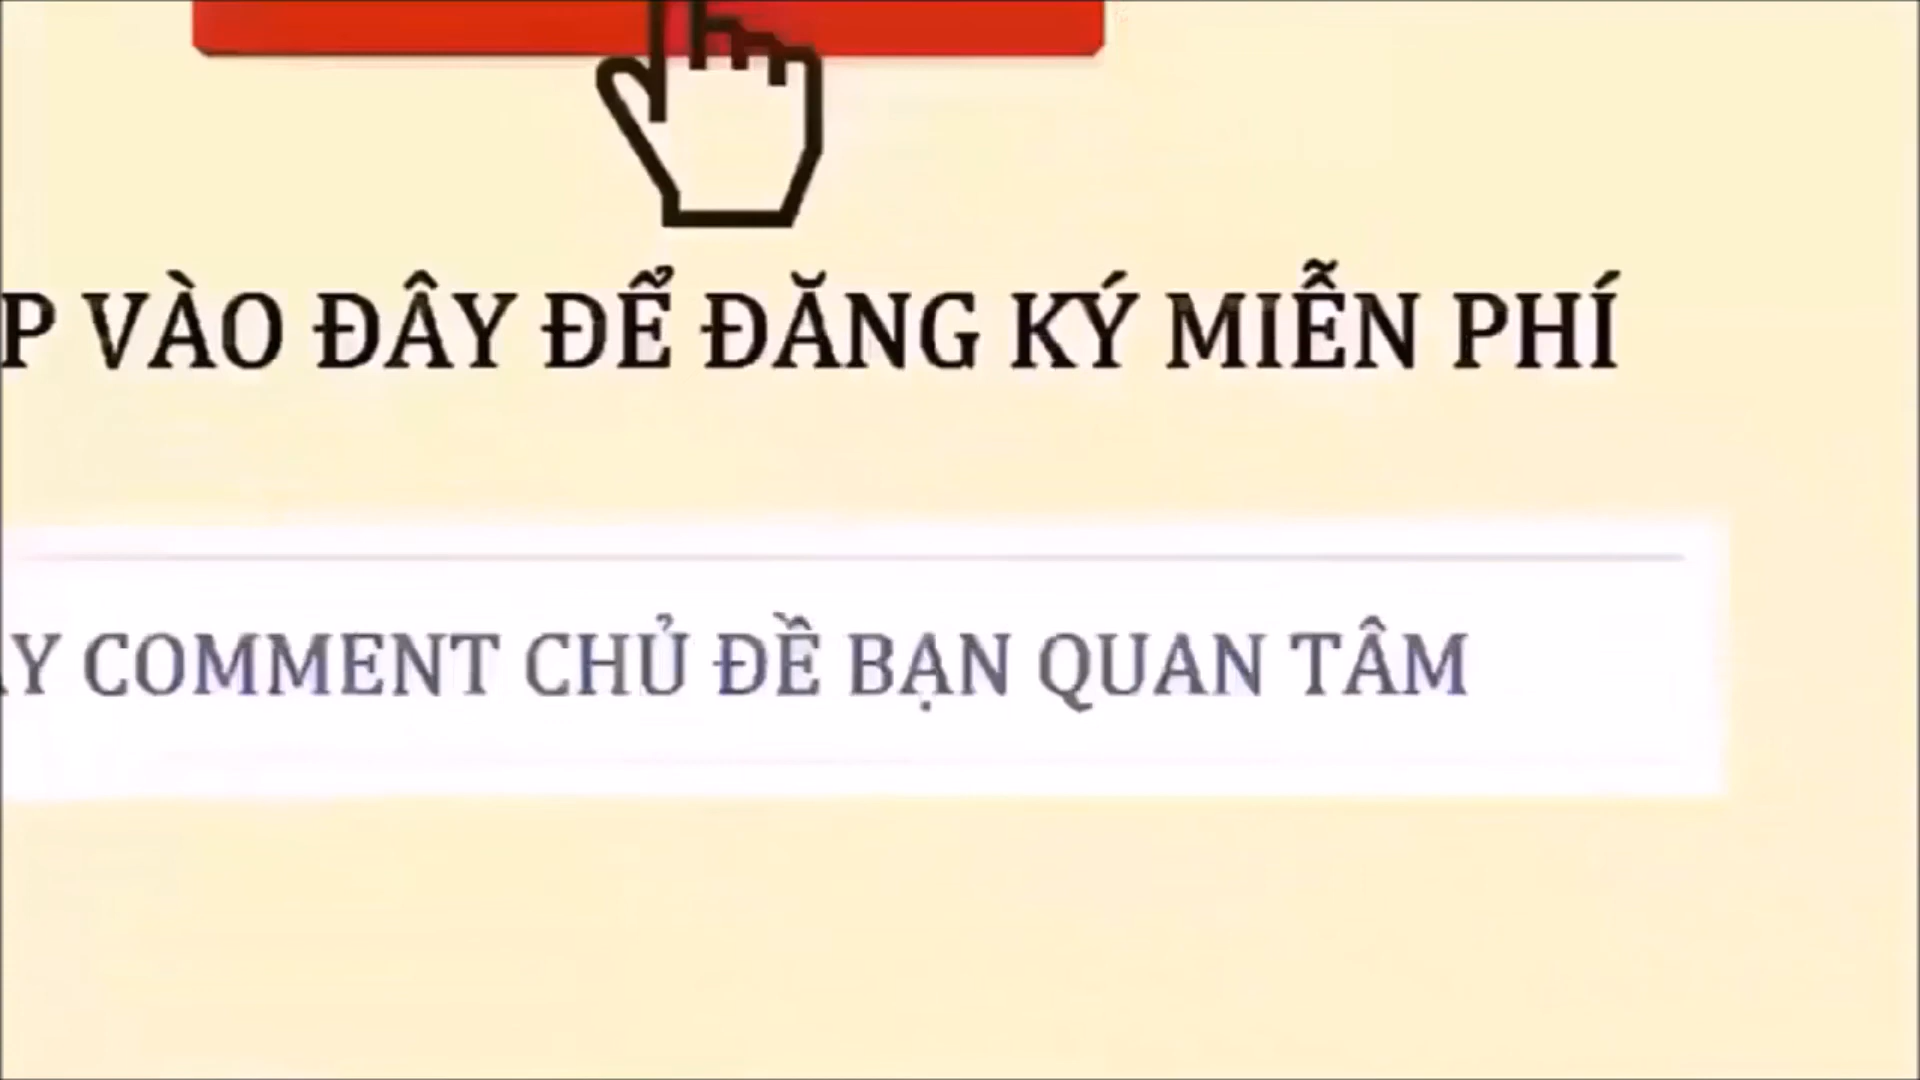 P VÀO ĐÂY ĐỂ ĐĂNG KÝ MIỄN PHÍ
Y COMMENT CHỦ ĐỀ BẠN QUAN TÂM